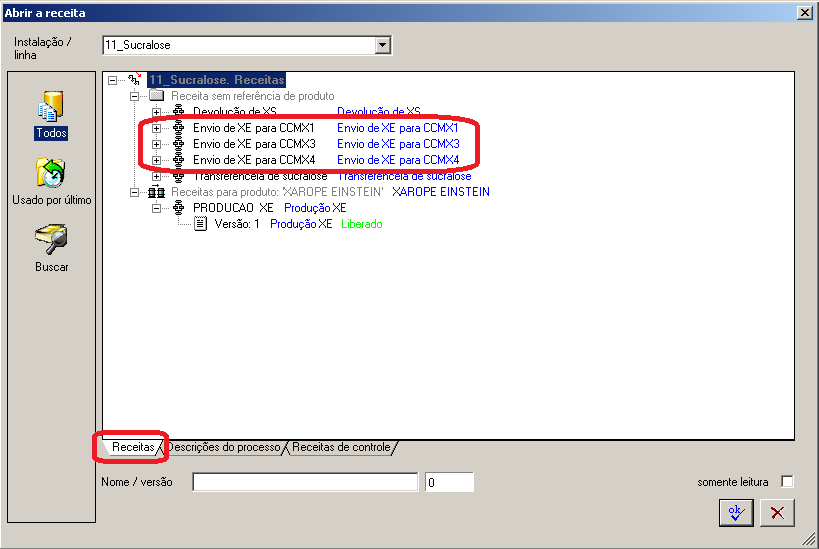 Abrir a receita
Instalação /
linha
11_Sucralose
Todos
Usado por último
Buscar
11_Sucralose. Receitas
Receita sem referência de produto
Devolução de XS Devolução de XS
Envio de XE para CCMX1 Envio de XE para CCMX1
Envio de XE para CCMX3 Envio de XE para CCMX3
Envio de XE para CCMX4 Envio de XE para CCMX4
Transferência de sucralose Transferência de sucralose
Receitas para produto: 'XAROPE EINSTEIN' XAROPE EINSTEIN
PRODUCAO XE Produção XE
Versão: 1 Produção XE Liberado
Receitas Descrições do processo Receitas de controle
Nome / versão 0 somente leitura
ok